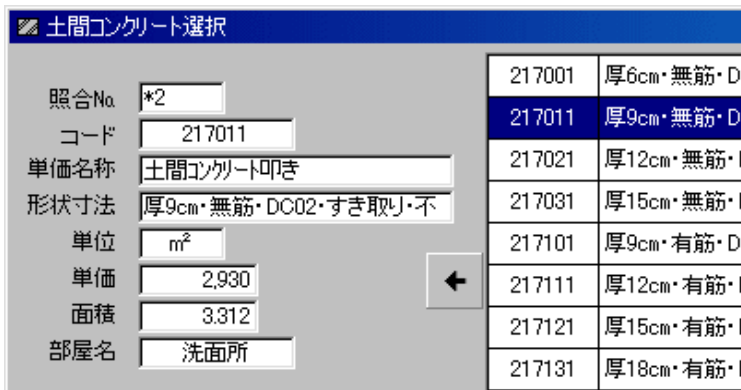 土間コンクリート選択
照合No. *2
コード 217011
単価名称 土間コンクリート叩き
形状寸法 厚9cm・無筋・DC02・すき取り・不
単位 m²
単価 2,930
面積 3.312
部屋名 洗面所
217001 厚6cm・無筋・D
217011 厚9cm・無筋・D
217021 厚12cm・無筋・
217031 厚15cm・無筋・
217101 厚9cm・有筋・D
217111 厚12cm・有筋・
217121 厚15cm・有筋・
217131 厚18cm・有筋・